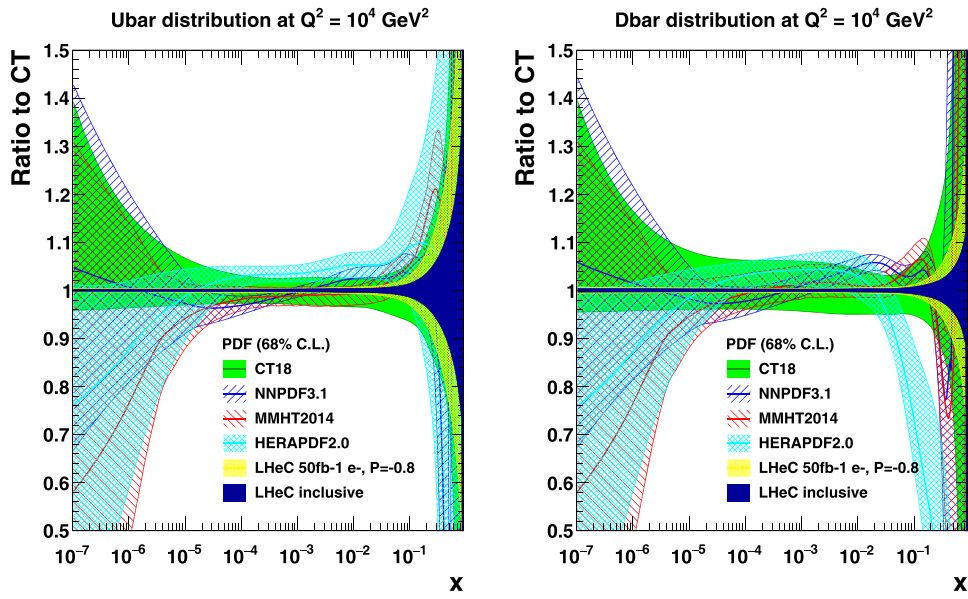 Ubar distribution at Q² = 10⁴ GeV²
Ratio to CT
1.5
1.4
1.3
1.2
1.1
1
0.9
0.8
0.7
0.6
0.5
PDF (68% C.L.)
CT18
NNPDF3.1
MMHT2014
HERAPDF2.0
LHeC 50fb-1 e-, P=-0.8
LHeC inclusive
10⁻⁷ 10⁻⁶ 10⁻⁵ 10⁻⁴ 10⁻³ 10⁻² 10⁻¹
x
Dbar distribution at Q² = 10⁴ GeV²
Ratio to CT
1.5
1.4
1.3
1.2
1.1
1
0.9
0.8
0.7
0.6
0.5
PDF (68% C.L.)
CT18
NNPDF3.1
MMHT2014
HERAPDF2.0
LHeC 50fb-1 e-, P=-0.8
LHeC inclusive
10⁻⁷ 10⁻⁶ 10⁻⁵ 10⁻⁴ 10⁻³ 10⁻² 10⁻¹
x